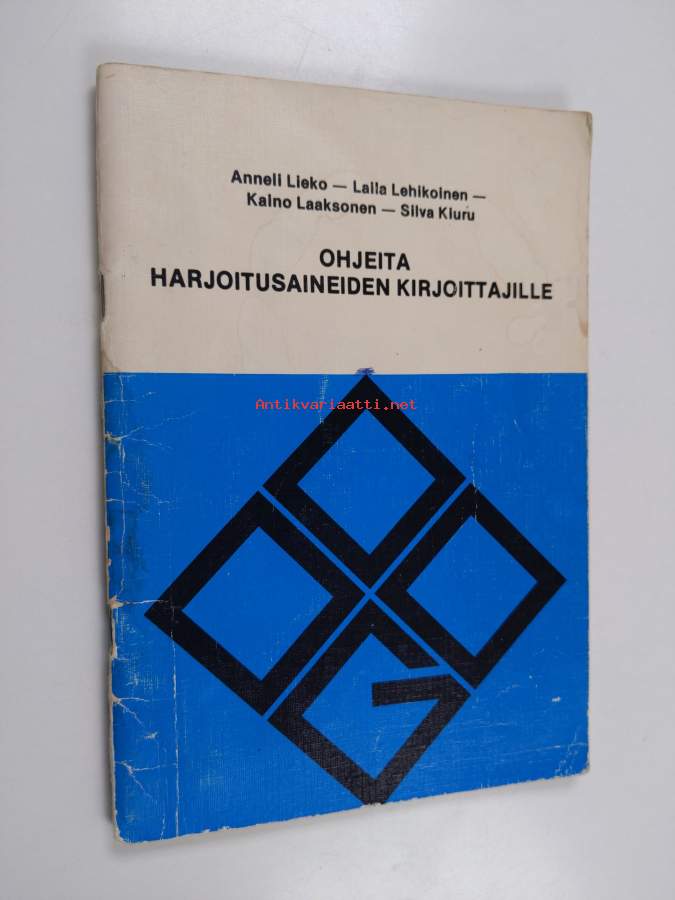 Anneli Lieko — Laila Lehikoinen —
Kaino Laaksonen — Silva Kiuru
OHJEITA
HARJOITUSAINEIDEN KIRJOITTAJILLE
Antikvariaatti.net